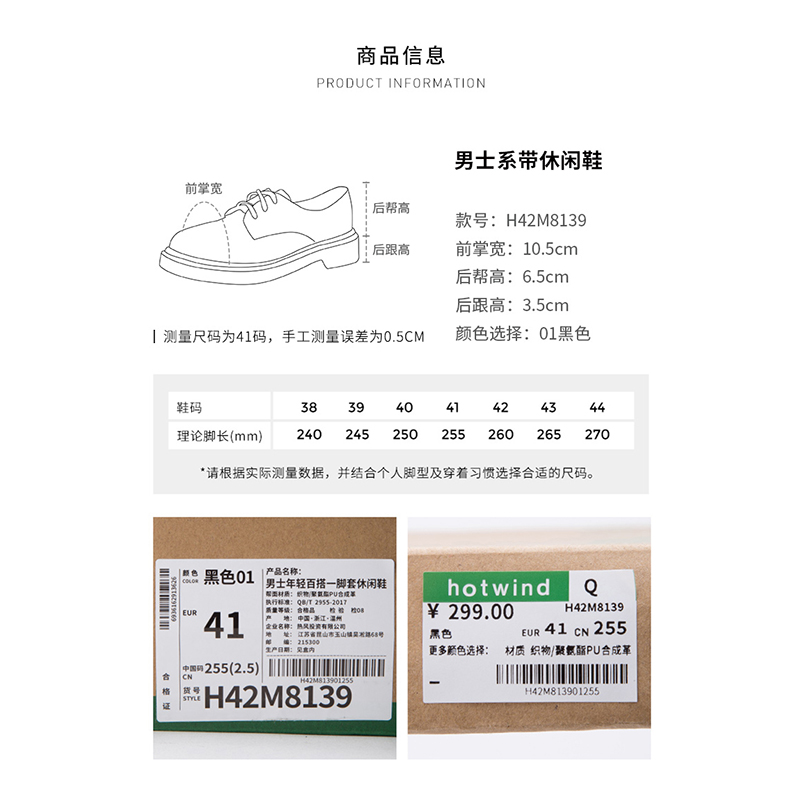 商品信息
PRODUCT INFORMATION
男士系带休闲鞋
前掌宽
后帮高
后跟高
款号：H42M8139
前掌宽：10.5cm
后帮高：6.5cm
后跟高：3.5cm
颜色选择：01黑色
测量尺码为41码，手工测量误差为0.5CM
鞋码 38 39 40 41 42 43 44
理论脚长(mm) 240 245 250 255 260 265 270
*请根据实际测量数据，并结合个人脚型及穿着习惯选择合适的尺码。
6936162913626
合格证
颜色 COLOR 黑色01
EUR 41
中国码 CN 255(2.5)
货号 STYLE H42M8139
产品名称：
男士年轻百搭一脚套休闲鞋
帮面材质：织物/聚氨酯PU合成革
执行标准：QB/T 2955-2017
质量等级：合格品 检 验 检08
产 地：中国·浙江·温州
企业名称：热风投资有限公司
地 址：江苏省昆山市玉山镇吴淞路68号
邮 编：215300
生产日期：见盒内
H42M813901255
hotwind Q
¥ 299.00 H42M8139
黑色 EUR 41 CN 255
更多颜色选择： 材质 织物/聚氨酯PU合成革
H42M813901255